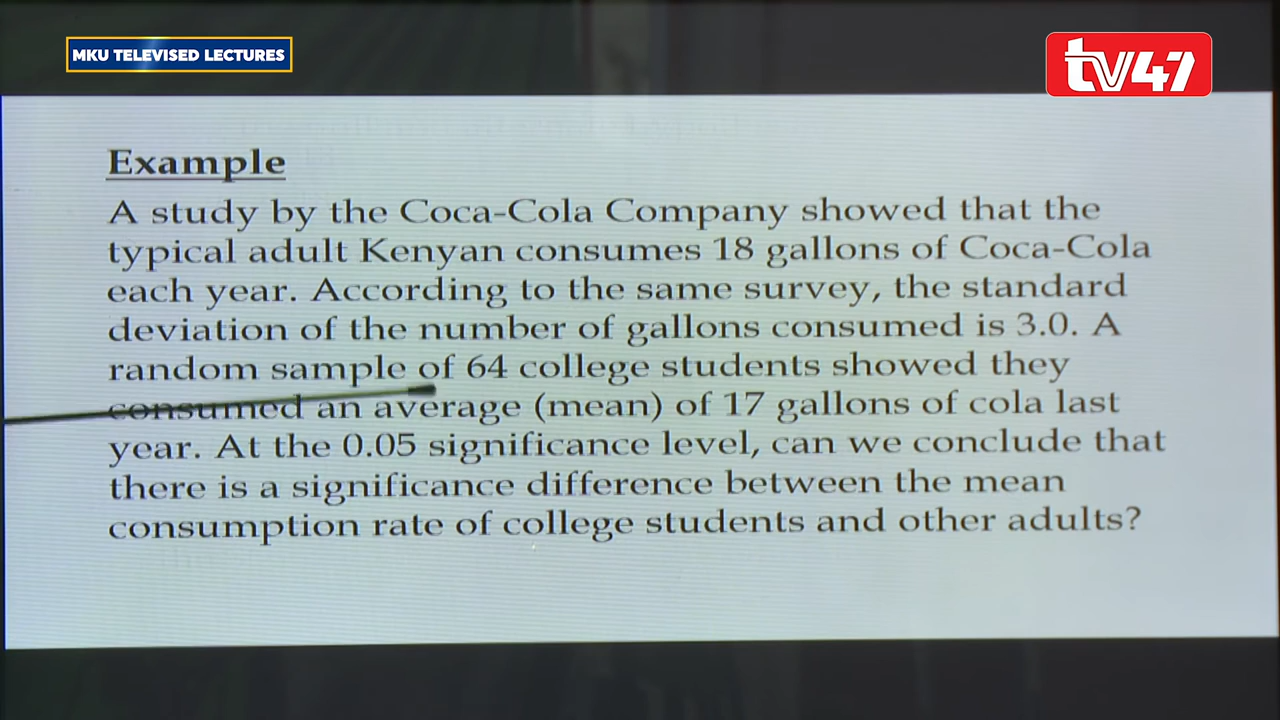 MKU TELEVISED LECTURES
tv47
Example
A study by the Coca-Cola Company showed that the
typical adult Kenyan consumes 18 gallons of Coca-Cola
each year. According to the same survey, the standard
deviation of the number of gallons consumed is 3.0. A
random sample of 64 college students showed they
consumed an average (mean) of 17 gallons of cola last
year. At the 0.05 significance level, can we conclude that
there is a significance difference between the mean
consumption rate of college students and other adults?